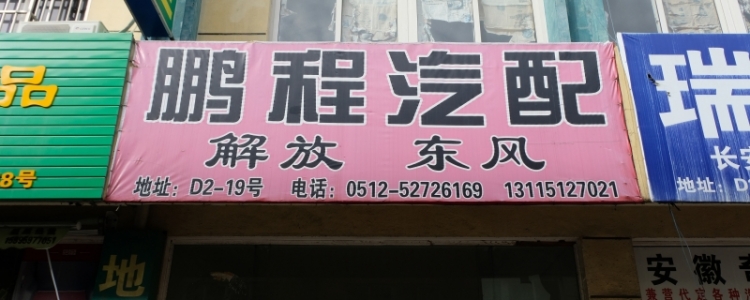 鹏程汽配
解放 东风
地址：D2-19号 电话：0512-52726169 13115127021
品
8号
瑞
长安
地址：D
地
安徽